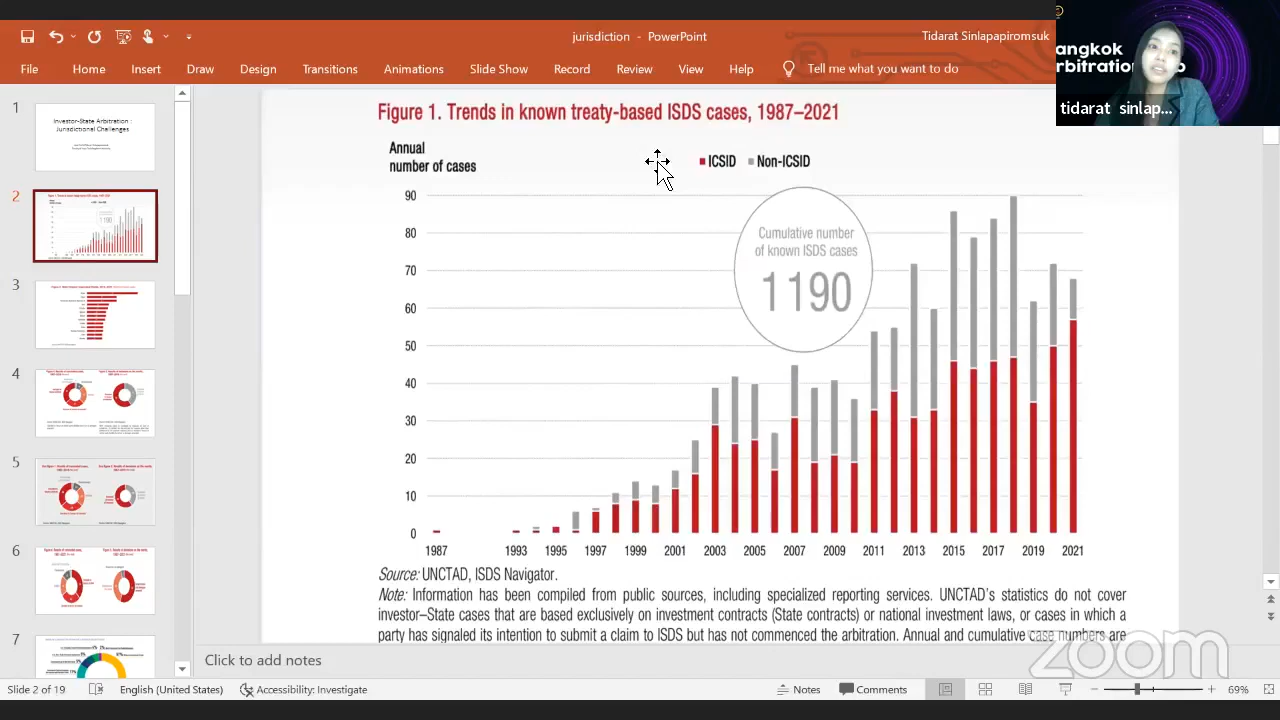 jurisdiction - PowerPoint
Tidarat Sinlapapiromsuk
File Home Insert Draw Design Transitions Animations Slide Show Record Review View Help Tell me what you want to do
angkok
rbitration
tidarat sinlap...
1
Investor-State Arbitration :
Jurisdictional Challenges
2
3
4
5
6
7
Figure 1. Trends in known treaty-based ISDS cases, 1987–2021
Annual
number of cases
ICSID Non-ICSID
Cumulative number
of known ISDS cases
1190
90
80
70
60
50
40
30
20
10
0
1987 1993 1995 1997 1999 2001 2003 2005 2007 2009 2011 2013 2015 2017 2019 2021
Source: UNCTAD, ISDS Navigator.
Note: Information has been compiled from public sources, including specialized reporting services. UNCTAD's statistics do not cover
investor–State cases that are based exclusively on investment contracts (State contracts) or national investment laws, or cases in which a
party has signaled its intention to submit a claim to ISDS but has not commenced the arbitration. Annual and cumulative case numbers are
zoom
Click to add notes
Slide 2 of 19 English (United States) Accessibility: Investigate Notes Comments 69%